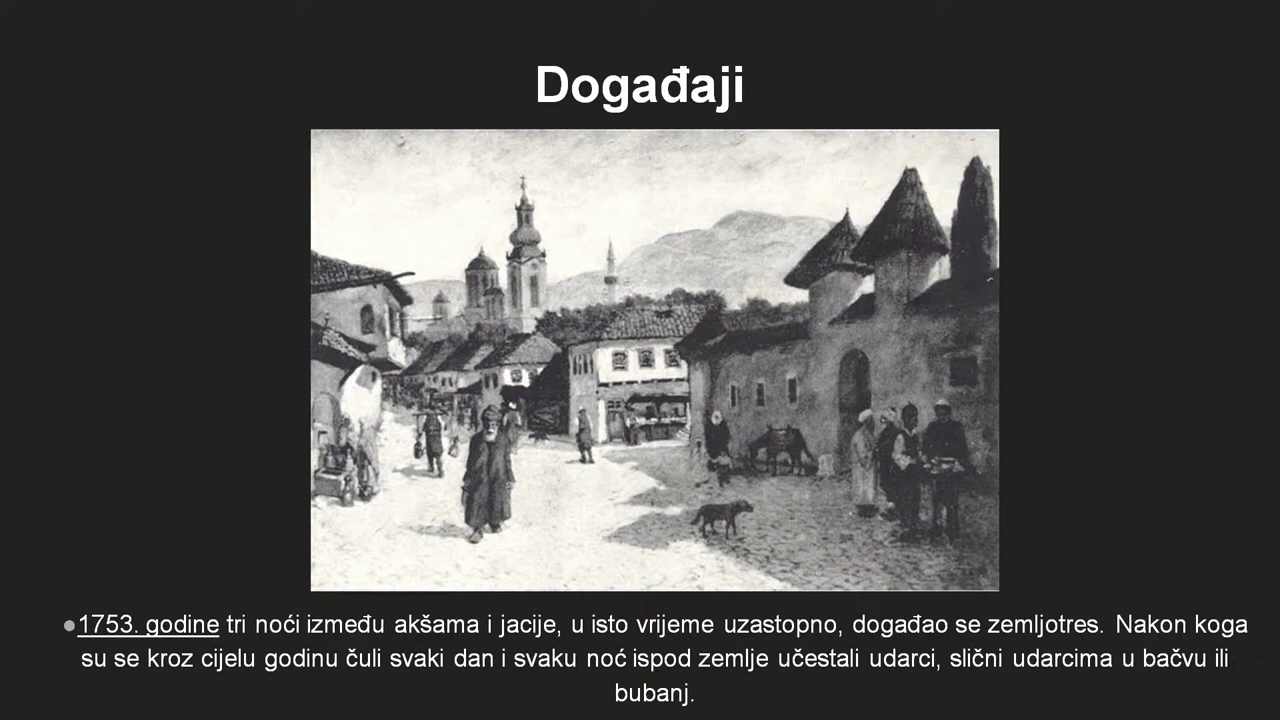 Događaji
●1753. godine tri noći između akšama i jacije, u isto vrijeme uzastopno, događao se zemljotres. Nakon koga
su se kroz cijelu godinu čuli svaki dan i svaku noć ispod zemlje učestali udarci, slični udarcima u bačvu ili
bubanj.